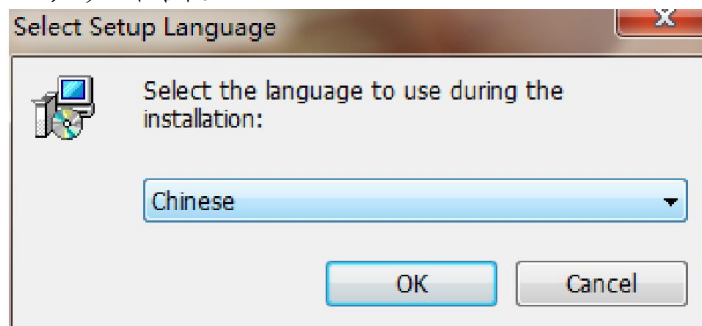 Select Setup Language
Select the language to use during the
installation:
Chinese
OK
Cancel